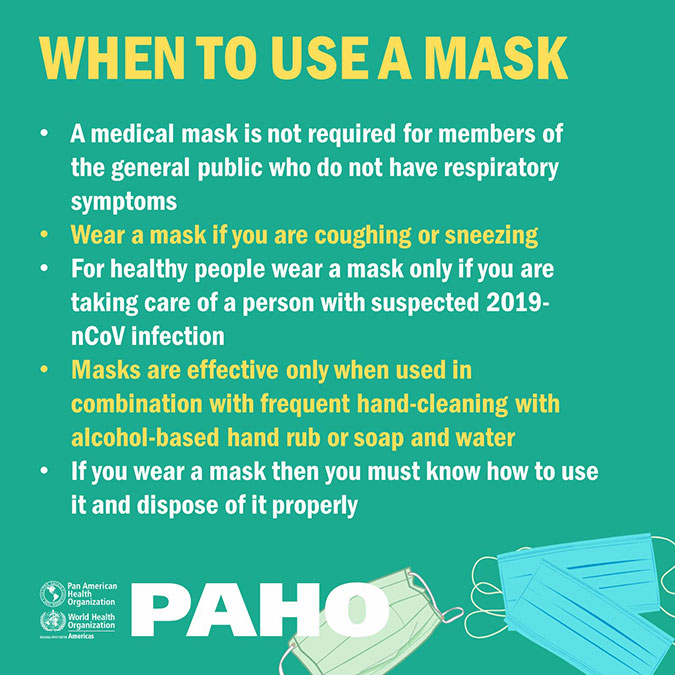 WHEN TO USE A MASK
• A medical mask is not required for members of
the general public who do not have respiratory
symptoms
• Wear a mask if you are coughing or sneezing
• For healthy people wear a mask only if you are
taking care of a person with suspected 2019-
nCoV infection
• Masks are effective only when used in
combination with frequent hand-cleaning with
alcohol-based hand rub or soap and water
• If you wear a mask then you must know how to use
it and dispose of it properly
Pan American
Health
Organization
World Health
Organization
Americas
PAHO